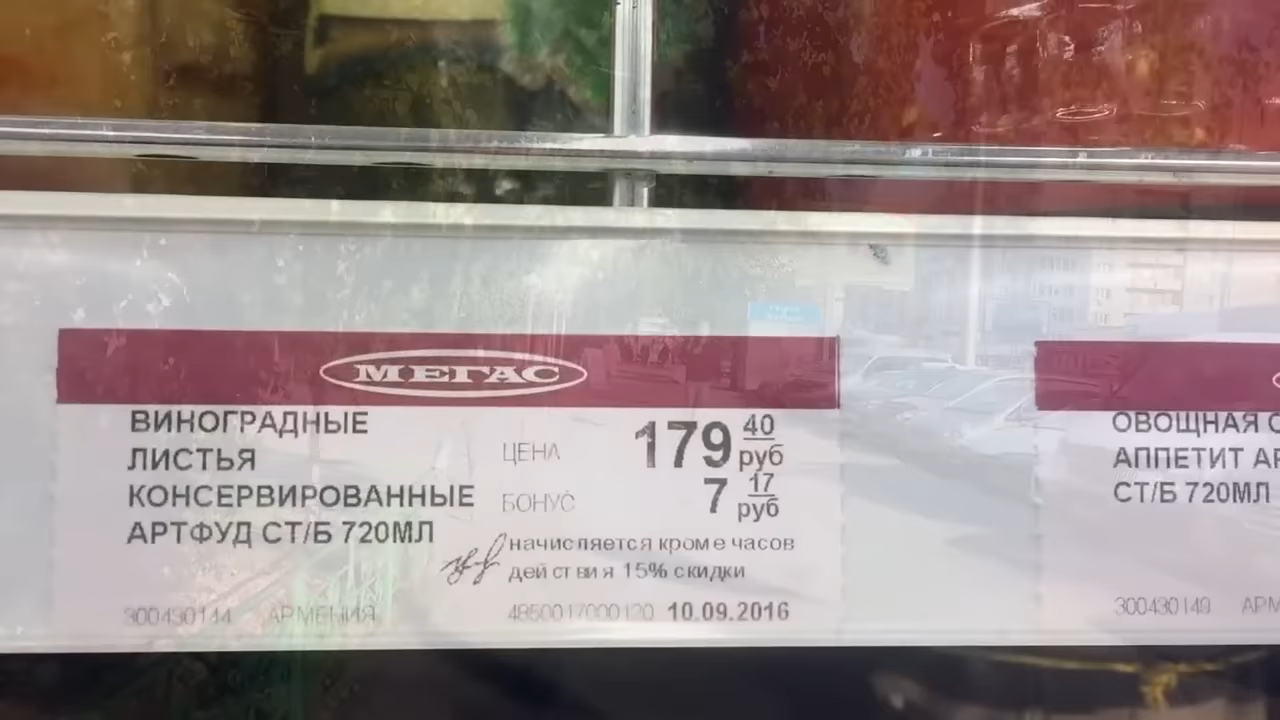 МЕГАС
ВИНОГРАДНЫЕ
ЛИСТЬЯ
КОНСЕРВИРОВАННЫЕ
АРТФУД СТ/Б 720МЛ
ЦЕНА 179 40 руб
БОНУС 7 17 руб
начисляется кроме часов
действия 15% скидки
300430144 АРМЕНИЯ 4850017000120 10.09.2016
ОВОЩНАЯ
АППЕТИТ
СТ/Б 720МЛ
300430149